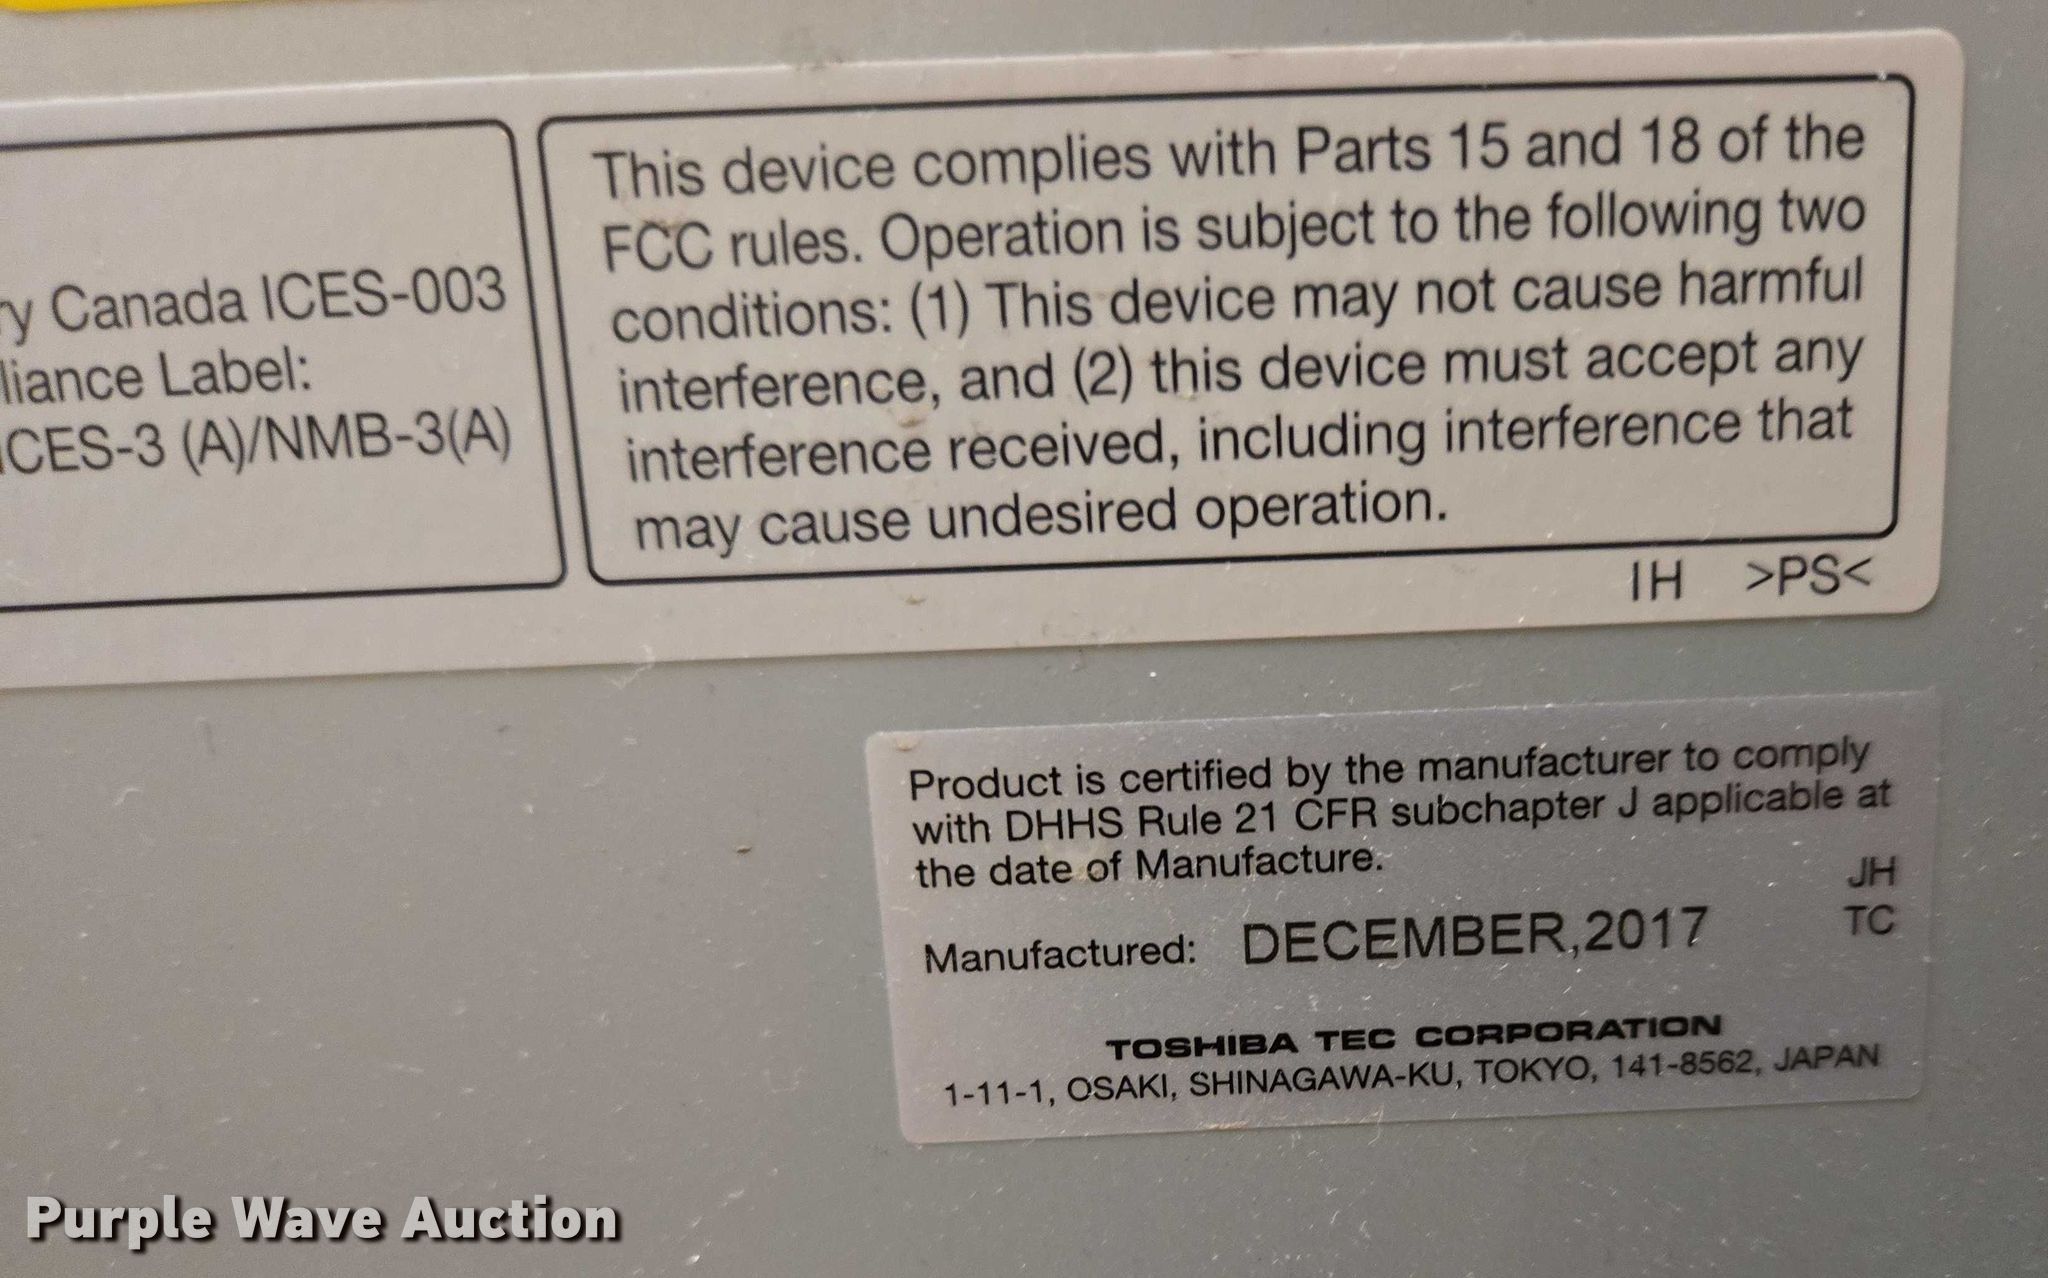 Canada ICES-003
Label:
ICES-3 (A)/NMB-3(A)
This device complies with Parts 15 and 18 of the
FCC rules. Operation is subject to the following two
conditions: (1) This device may not cause harmful
interference, and (2) this device must accept any
interference received, including interference that
may cause undesired operation.
IH >PS<
Product is certified by the manufacturer to comply
with DHHS Rule 21 CFR subchapter J applicable at
the date of Manufacture.
JH
TC
Manufactured: DECEMBER,2017
TOSHIBA TEC CORPORATION
1-11-1, OSAKI, SHINAGAWA-KU, TOKYO, 141-8562, JAPAN
Purple Wave Auction